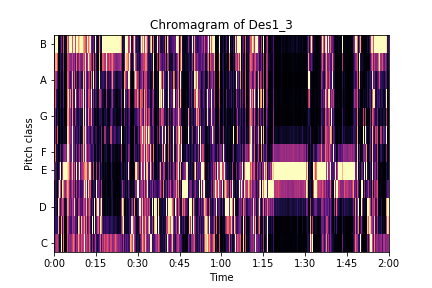 Chromagram of Des1_3
Pitch class
B
A
G
F
E
D
C
0:00 0:15 0:30 0:45 1:00 1:15 1:30 1:45 2:00
Time